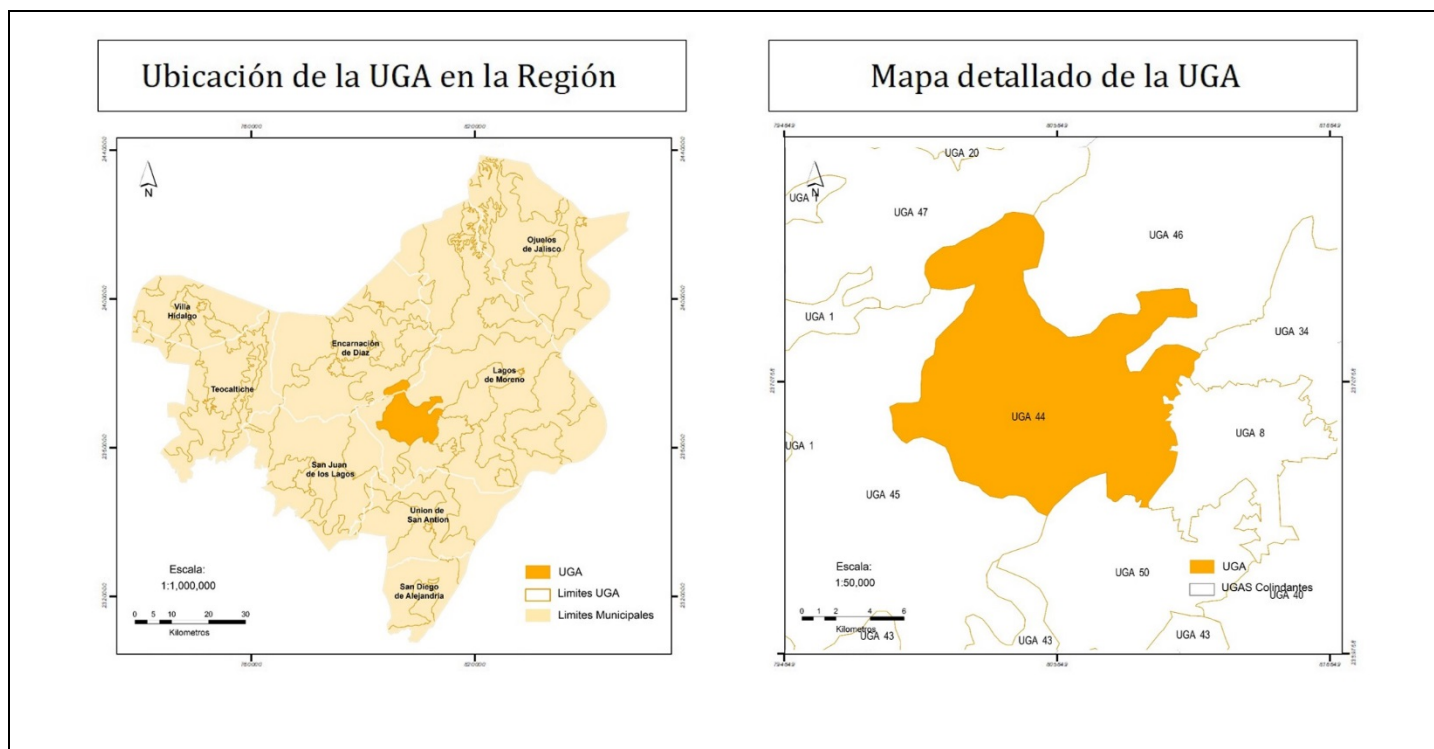 Ubicación de la UGA en la Región
Mapa detallado de la UGA
N
Ojuelos
de Jalisco
Villa
Hidalgo
Encarnación
de Diaz
Teocaltiche
Lagos
de Moreno
San Juan
de los Lagos
Union de
San Antion
San Diego
de Alejandria
Escala:
1:1,000,000
0 5 10 20 30
Kilometros
UGA
Limites UGA
Limites Municipales
N
UGA 20
UGA 1
UGA 47
UGA 46
UGA 1
UGA 34
UGA 44
UGA 8
UGA 1
UGA 45
UGA 50
UGA 40
UGA 43
UGA 43
UGA 43
Escala:
1:50,000
0 1 2 4 6
Kilometros
UGA
UGAS Colindantes